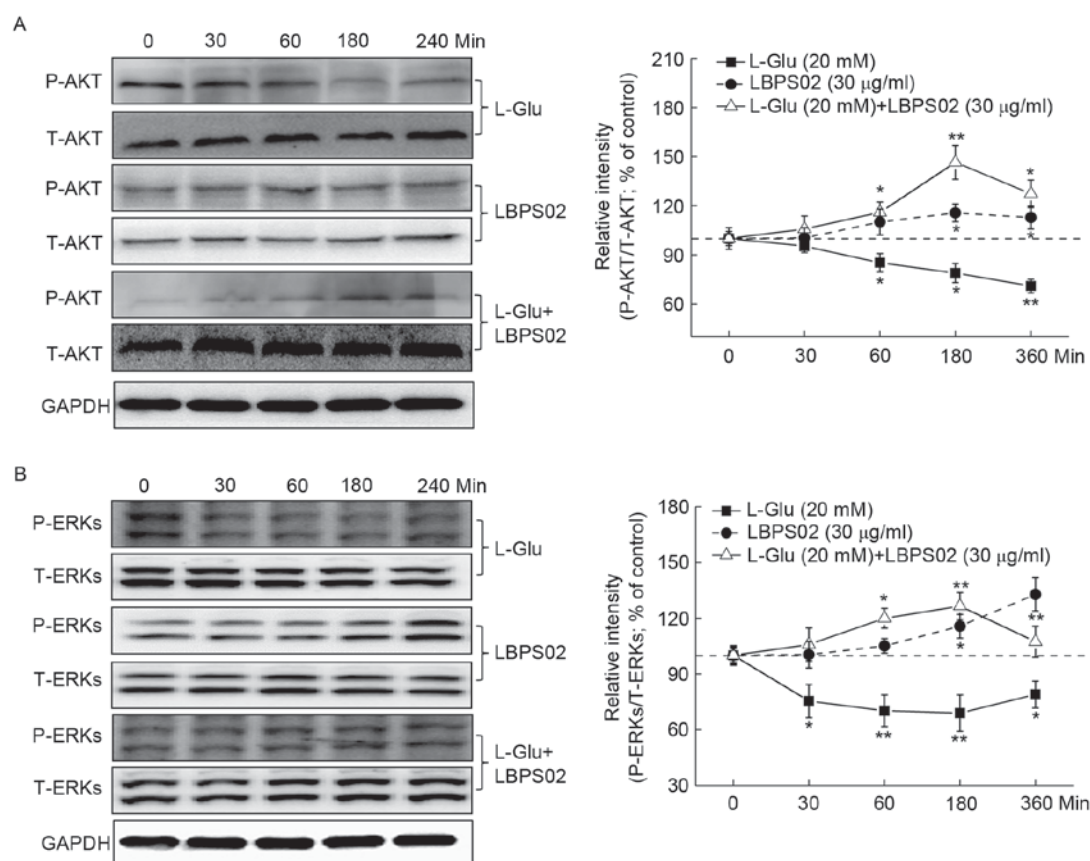 A
0 30 60 180 240 Min
P-AKT
L-Glu
T-AKT
P-AKT
LBPS02
T-AKT
P-AKT
L-Glu+
LBPS02
T-AKT
GAPDH
L-Glu (20 mM)
LBPS02 (30 μg/ml)
L-Glu (20 mM)+LBPS02 (30 μg/ml)
Relative intensity
(P-AKT/T-AKT; % of control)
210
180
150
120
90
60
** 
*
*
*
*
*
*
**
0 30 60 180 360 Min
B
0 30 60 180 240 Min
P-ERKs
L-Glu
T-ERKs
P-ERKs
LBPS02
T-ERKs
P-ERKs
L-Glu+
LBPS02
T-ERKs
GAPDH
L-Glu (20 mM)
LBPS02 (30 μg/ml)
L-Glu (20 mM)+LBPS02 (30 μg/ml)
Relative intensity
(P-ERKs/T-ERKs; % of control)
180
150
120
90
60
30
**
*
**
*
*
**
**
*
0 30 60 180 360 Min